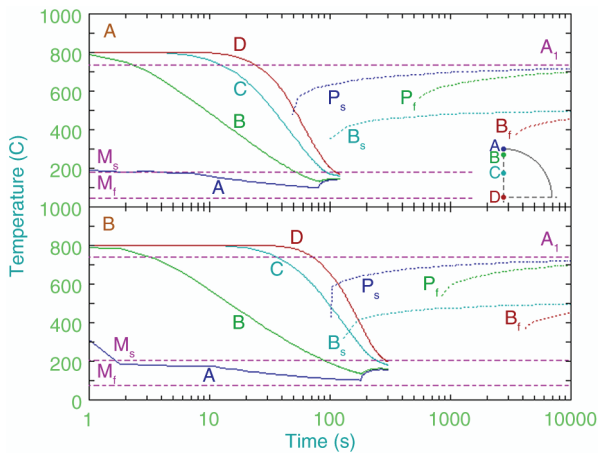 1000
A
A1
D
800
C
Ps
600
B
Pf
Bs
Bf
400
Ms
A
B
200
Mf
A
C
0
D
Temperature (C)
1000
B
D
A1
800
C
Ps
600
B
Pf
400
Bs
Bf
Ms
200
Mf
A
0
1 10 100 1000 10000
Time (s)